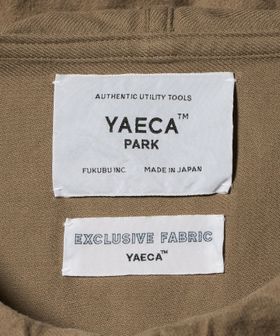 AUTHENTIC UTILITY TOOLS
YAECA™
PARK
FUKUBU INC. MADE IN JAPAN
EXCLUSIVE FABRIC
YAECA™